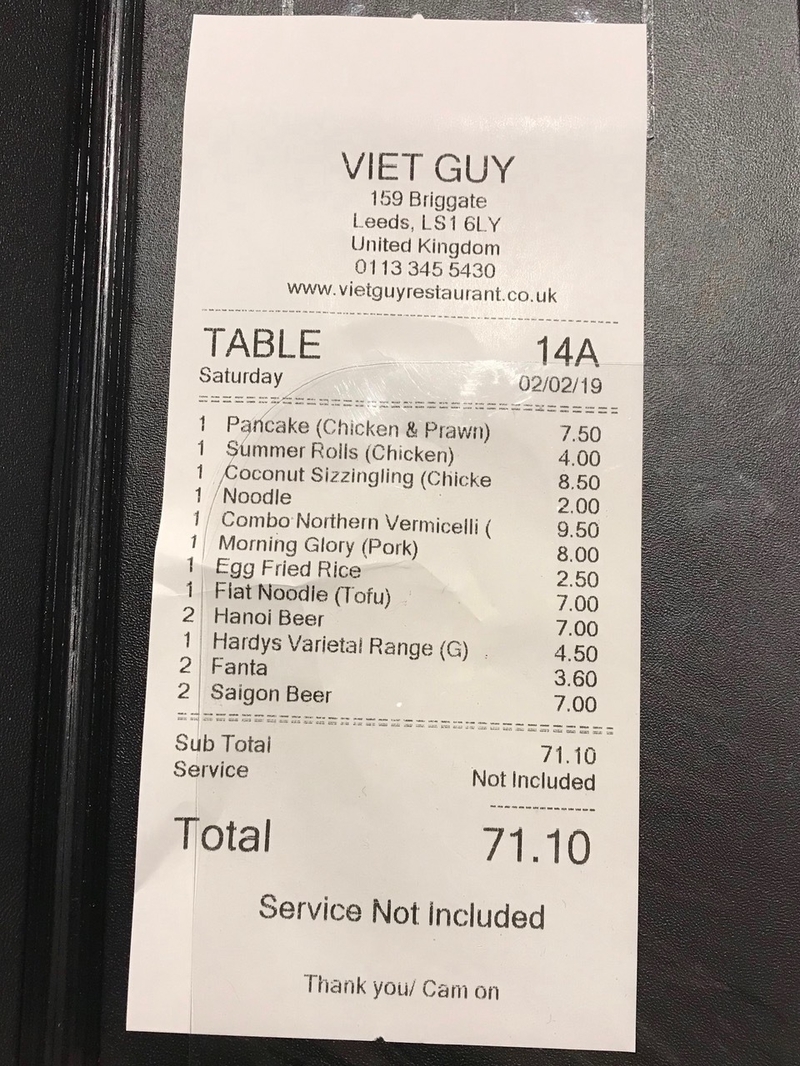 VIET GUY
159 Briggate
Leeds, LS1 6LY
United Kingdom
0113 345 5430
www.vietguyrestaurant.co.uk
TABLE 14A
Saturday 02/02/19
1 Pancake (Chicken & Prawn) 7.50
1 Summer Rolls (Chicken) 4.00
1 Coconut Sizzingling (Chicke 8.50
1 Noodle 2.00
1 Combo Northern Vermicelli ( 9.50
1 Morning Glory (Pork) 8.00
1 Egg Fried Rice 2.50
1 Flat Noodle (Tofu) 7.00
2 Hanoi Beer 7.00
1 Hardys Varietal Range (G) 4.50
2 Fanta 3.60
2 Saigon Beer 7.00
Sub Total 71.10
Service Not Included
Total 71.10
Service Not Included
Thank you/ Cam on